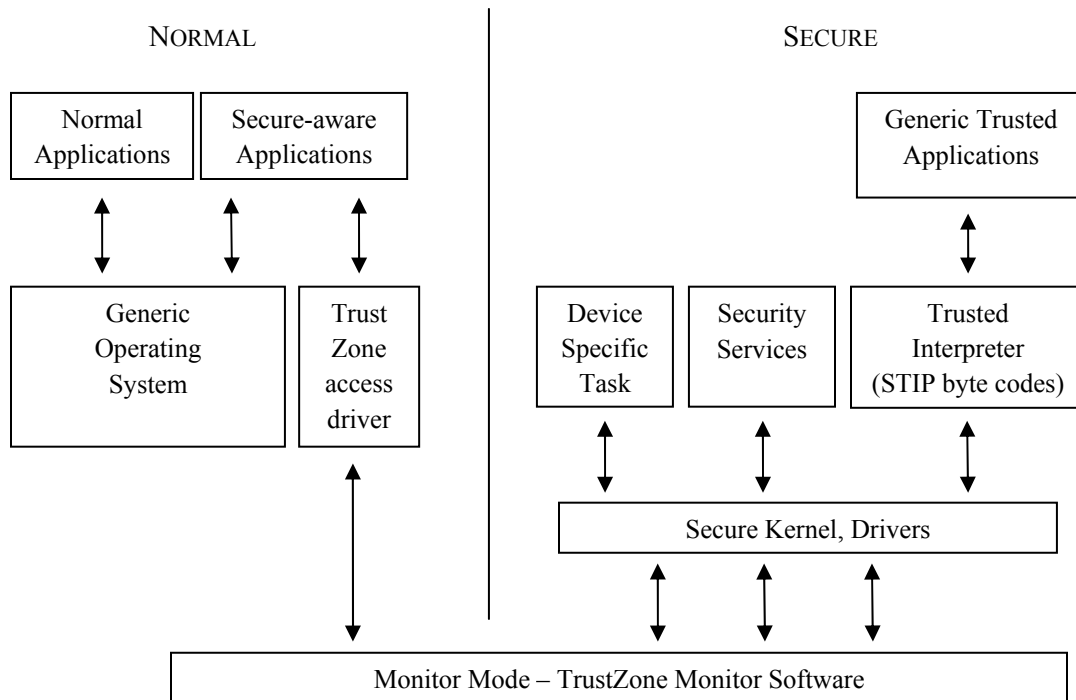 NORMAL
SECURE
Normal
Applications
Secure-aware
Applications
Generic Trusted
Applications
Generic
Operating
System
Trust
Zone
access
driver
Device
Specific
Task
Security
Services
Trusted
Interpreter
(STIP byte codes)
Secure Kernel, Drivers
Monitor Mode – TrustZone Monitor Software